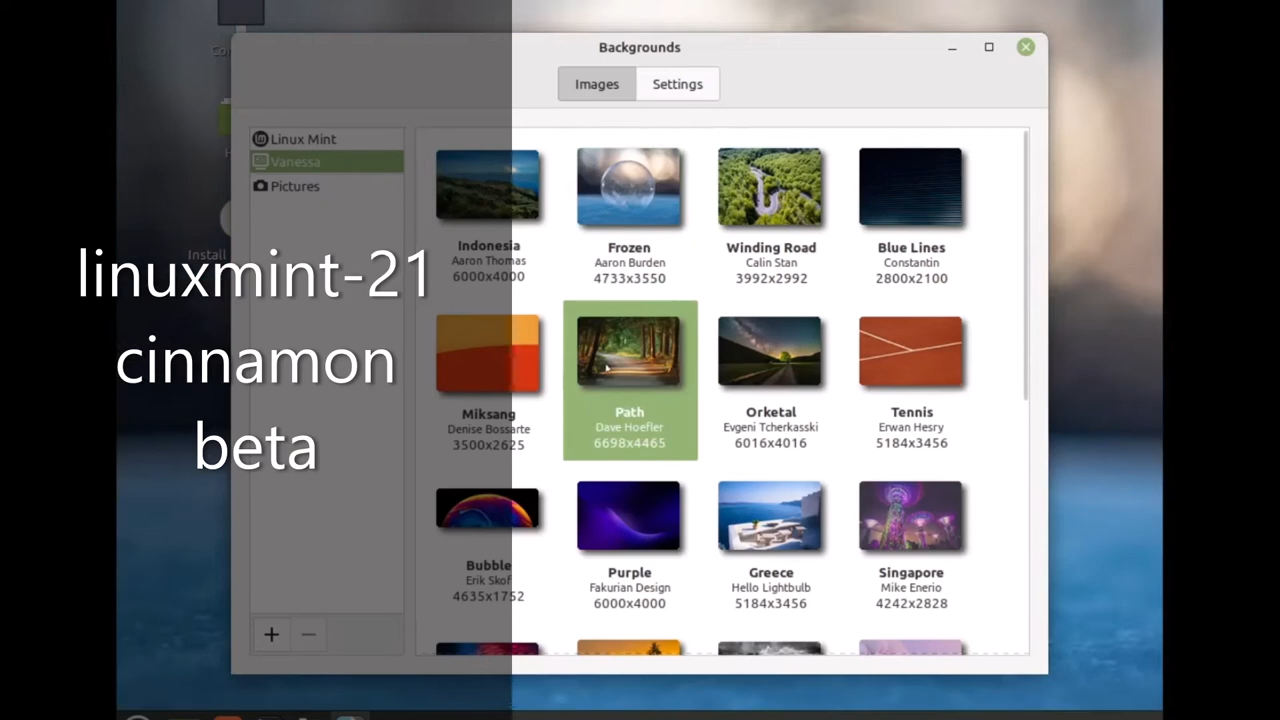 Backgrounds
Images
Settings
Linux Mint
Vanessa
Pictures
Indonesia
Aaron Thomas
6000x4000
Frozen
Aaron Burden
4733x3550
Winding Road
Calin Stan
3992x2992
Blue Lines
Constantin
2800x2100
Install
linuxmint-21
cinnamon
beta
Miksang
Denise Bossarte
3500x2625
Path
Dave Hoefler
6698x4465
Orketal
Evgeni Tcherkasski
6016x4016
Tennis
Erwan Hesry
5184x3456
Bubble
Erik Skof
4635x1752
Purple
Fakurian Design
6000x4000
Greece
Hello Lightbulb
5184x3456
Singapore
Mike Enerio
4242x2828